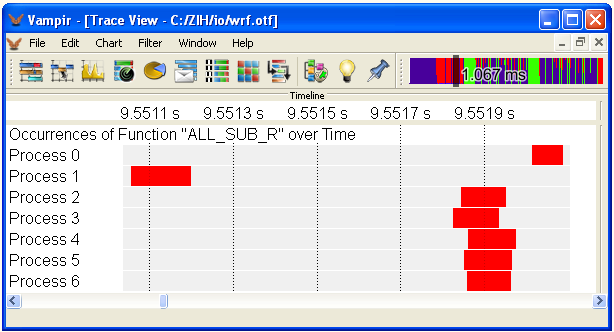 Vampir - [Trace View - C:/ZIH/io/wrf.otf]
File Edit Chart Filter Window Help
1.067 ms
Timeline
9.5511 s 9.5513 s 9.5515 s 9.5517 s 9.5519 s
Occurrences of Function "ALL_SUB_R" over Time
Process 0
Process 1
Process 2
Process 3
Process 4
Process 5
Process 6